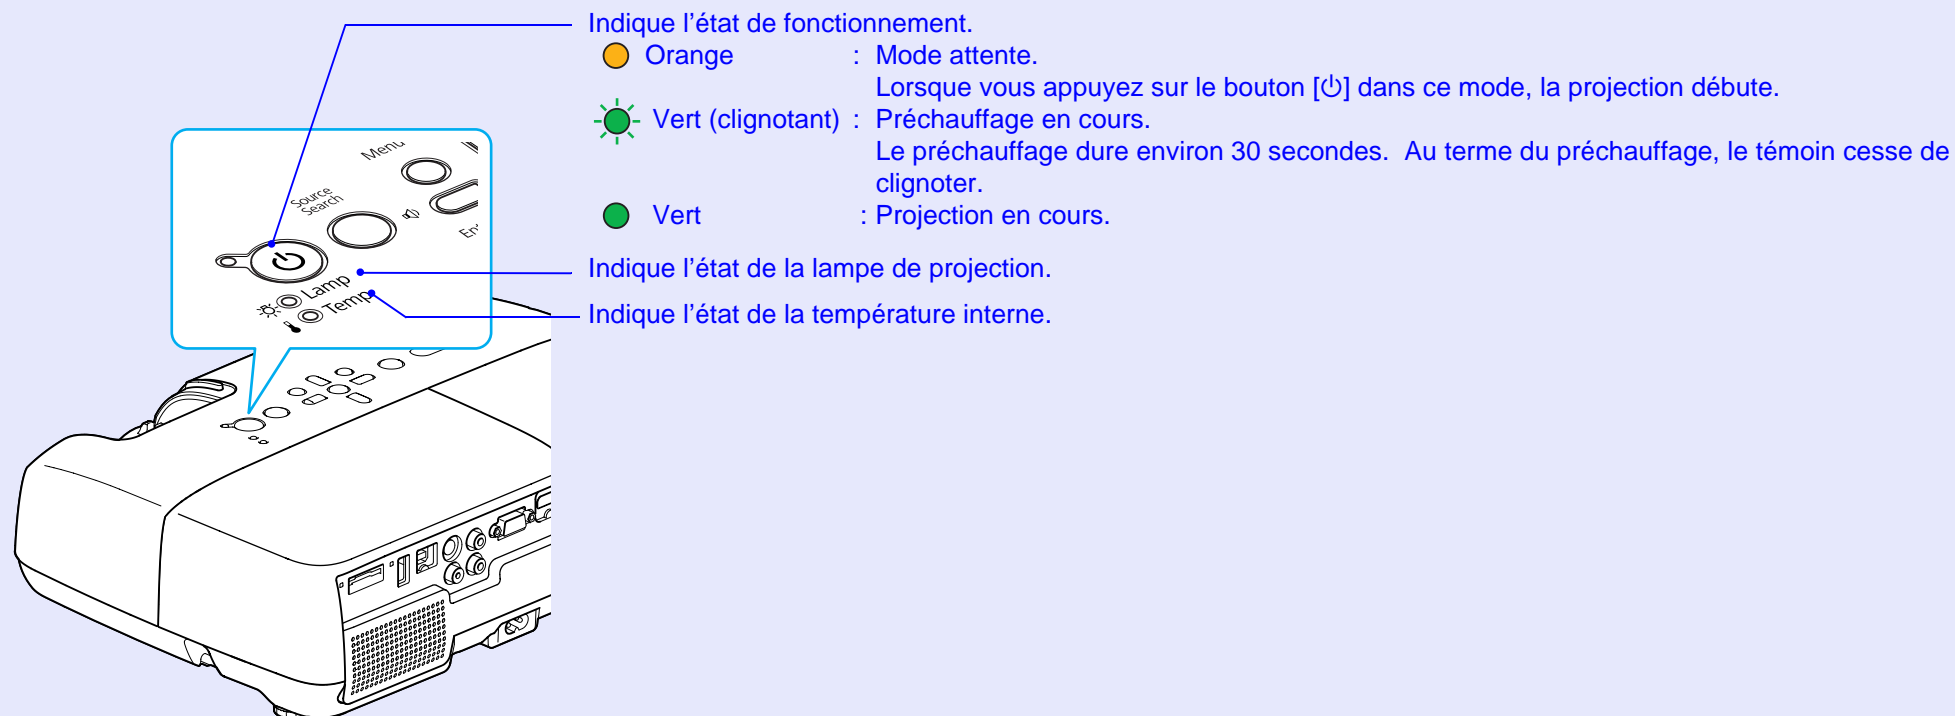 Indique l’état de fonctionnement.
Orange : Mode attente.
Lorsque vous appuyez sur le bouton [⏻] dans ce mode, la projection débute.
Vert (clignotant) : Préchauffage en cours.
Le préchauffage dure environ 30 secondes. Au terme du préchauffage, le témoin cesse de
clignoter.
Vert : Projection en cours.
Indique l’état de la lampe de projection.
Indique l’état de la température interne.
Menu
Source
Search
Lamp
Temp